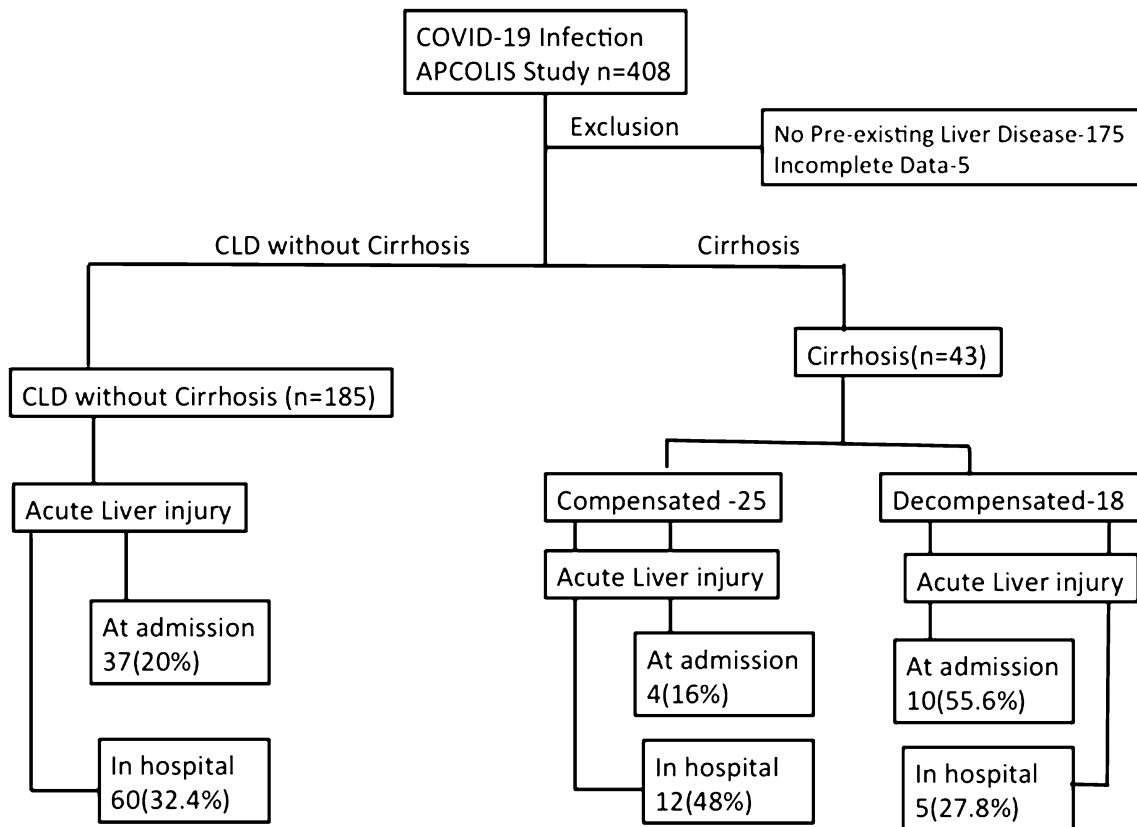 COVID-19 Infection
APCOLIS Study n=408
Exclusion
No Pre-existing Liver Disease-175
Incomplete Data-5
CLD without Cirrhosis
Cirrhosis
Cirrhosis(n=43)
CLD without Cirrhosis (n=185)
Acute Liver injury
Compensated -25
Decompensated-18
Acute Liver injury
Acute Liver injury
At admission
37(20%)
At admission
4(16%)
At admission
10(55.6%)
In hospital
60(32.4%)
In hospital
12(48%)
In hospital
5(27.8%)